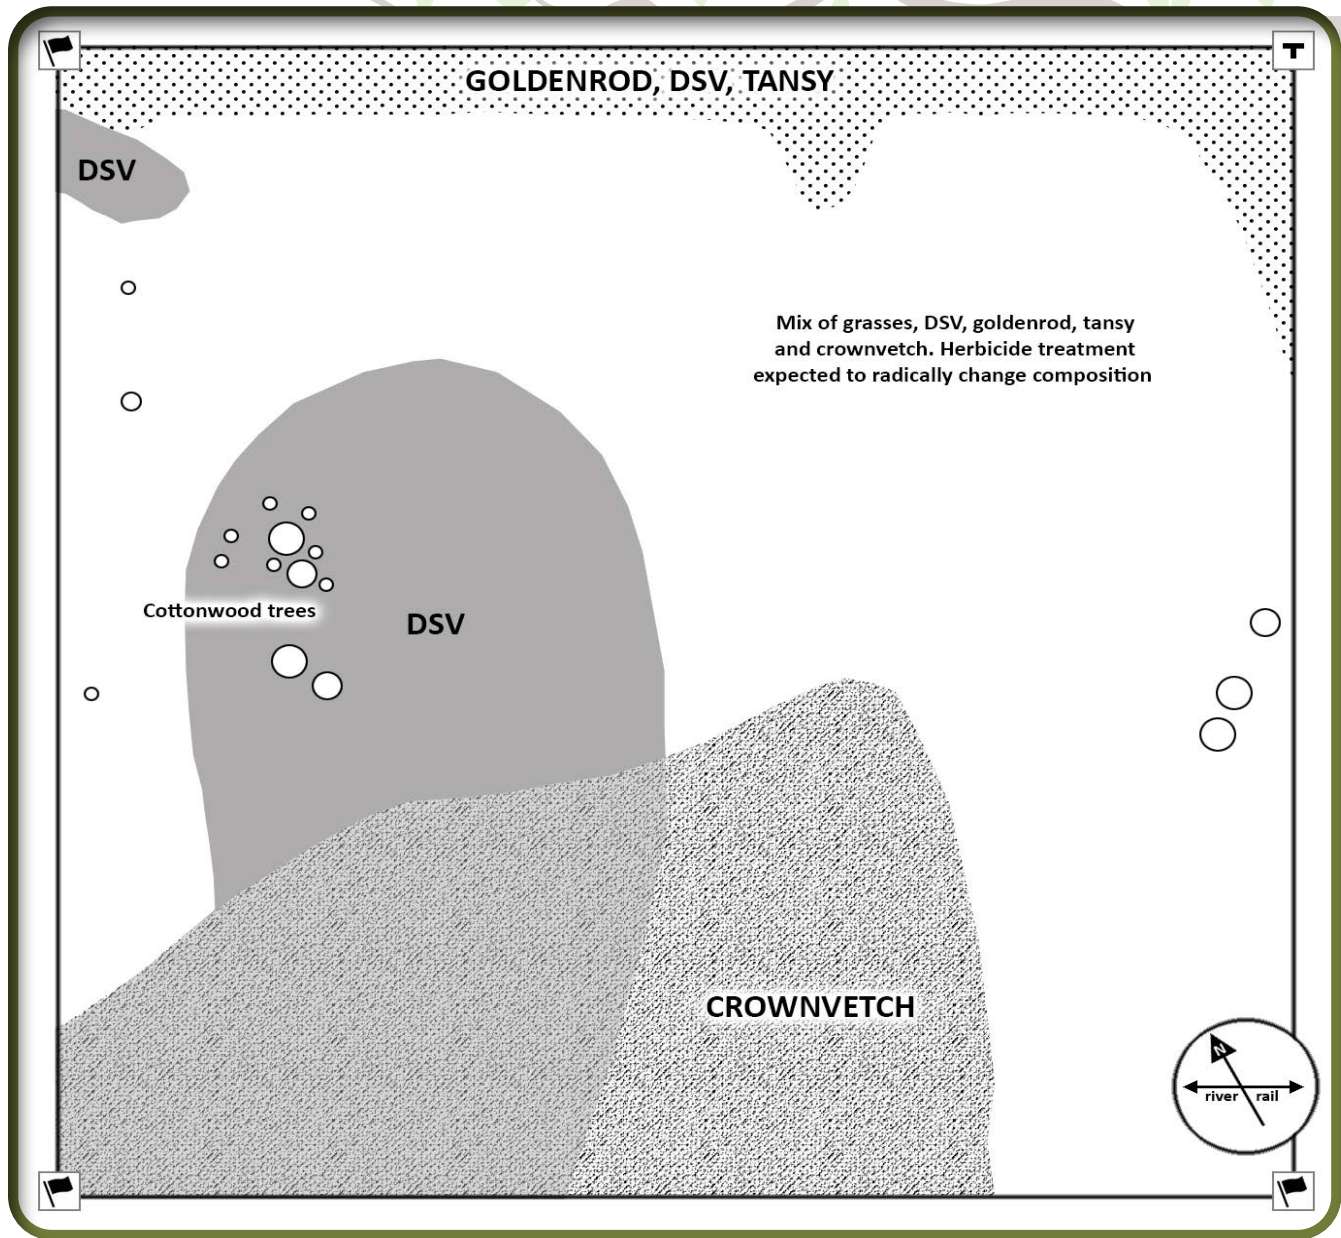 T
GOLDENROD, DSV, TANSY
DSV
Mix of grasses, DSV, goldenrod, tansy
and crownvetch. Herbicide treatment
expected to radically change composition
Cottonwood trees
DSV
CROWNVETCH
N
river rail